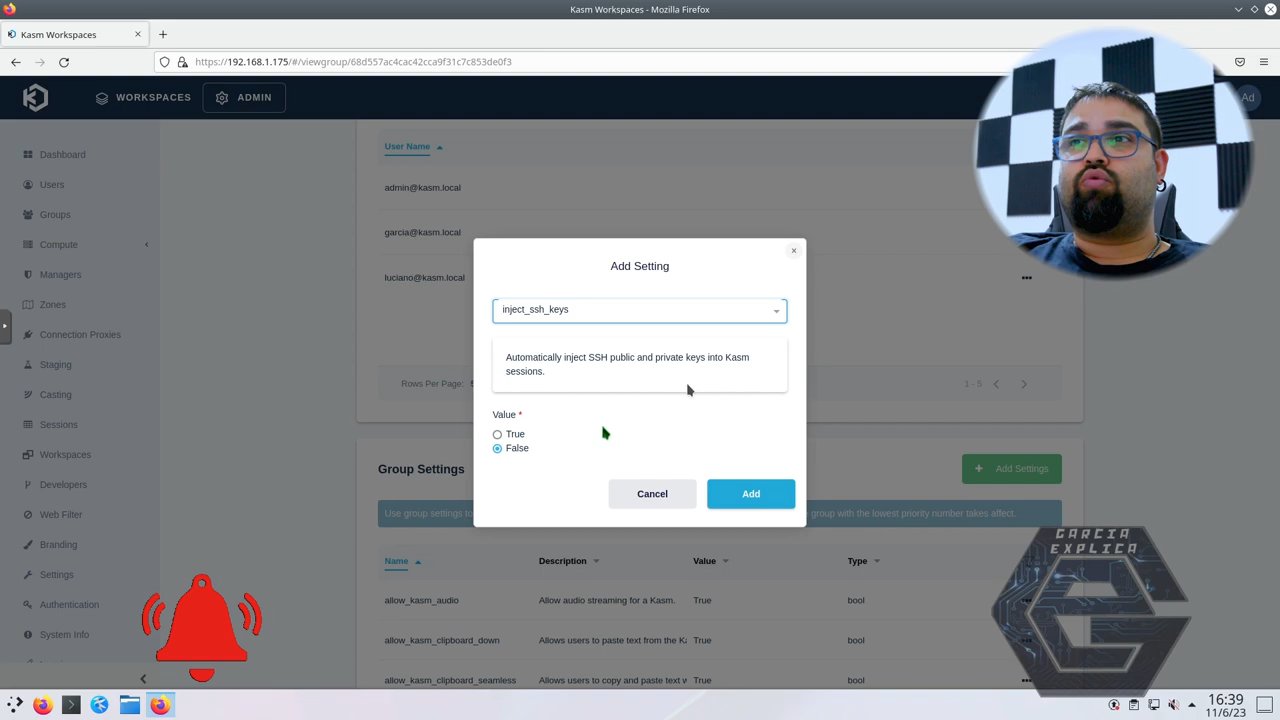 Kasm Workspaces - Mozilla Firefox
Kasm Workspaces
https://192.168.1.175/#/viewgroup/68d557ac4cac42cca9f31c7c853de0f3
WORKSPACES
ADMIN
Ad
Dashboard
Users
Groups
Compute
Managers
Zones
Connection Proxies
Staging
Casting
Sessions
Workspaces
Developers
Web Filter
Branding
Settings
Authentication
System Info
User Name
admin@kasm.local
garcia@kasm.local
luciano@kasm.local
Rows Per Page:
1 - 5
Add Setting
inject_ssh_keys
Automatically inject SSH public and private keys into Kasm
sessions.
Value *
True
False
Cancel
Add
Group Settings
+ Add Settings
Use group settings to
group with the lowest priority number takes affect.
Name
Description
Value
Type
allow_kasm_audio
Allow audio streaming for a Kasm.
True
bool
allow_kasm_clipboard_down
Allows users to paste text from the Ka
True
bool
allow_kasm_clipboard_seamless
Allows users to copy and paste text w
True
bool
GARCIA
EXPLICA
16:39
11/6/23